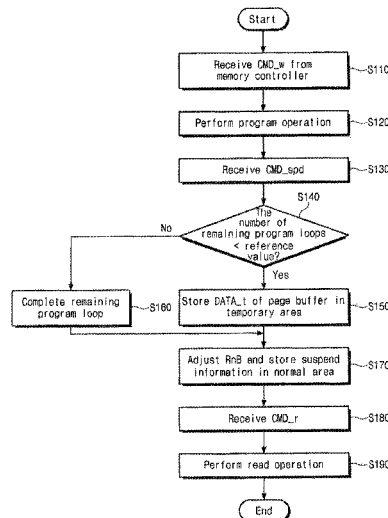 Start
Receive CMD_w from
memory controller
S110
Perform program operation
S120
Receive CMD_spd
S130
S140
The
number of
remaining program loops
< reference
value?
No
Yes
Complete remaining
program loop
S160
Store DATA_t of page buffer in
temporary area
S150
Adjust RnB and store suspend
information in normal area
S170
Receive CMD_r
S180
Perform read operation
S190
End